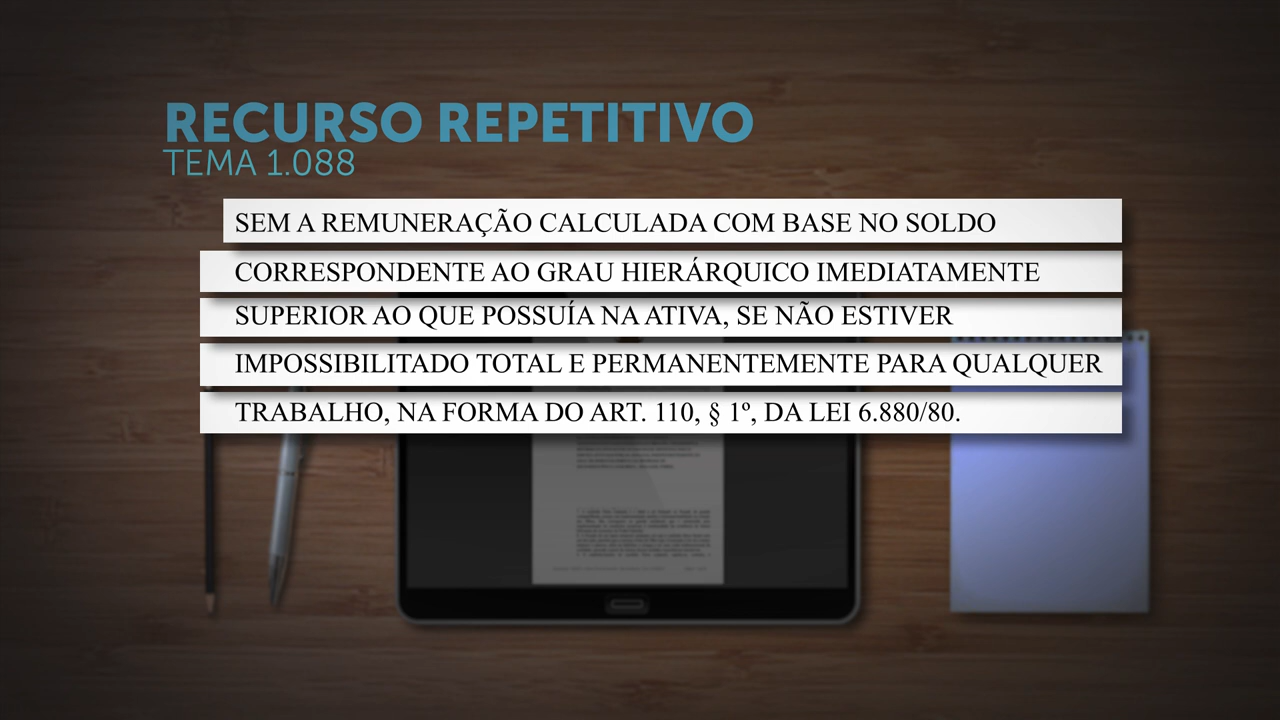 RECURSO REPETITIVO
TEMA 1.088
SEM A REMUNERAÇÃO CALCULADA COM BASE NO SOLDO
CORRESPONDENTE AO GRAU HIERÁRQUICO IMEDIATAMENTE
SUPERIOR AO QUE POSSUÍA NA ATIVA, SE NÃO ESTIVER
IMPOSSIBILITADO TOTAL E PERMANENTEMENTE PARA QUALQUER
TRABALHO, NA FORMA DO ART. 110, § 1º, DA LEI 6.880/80.